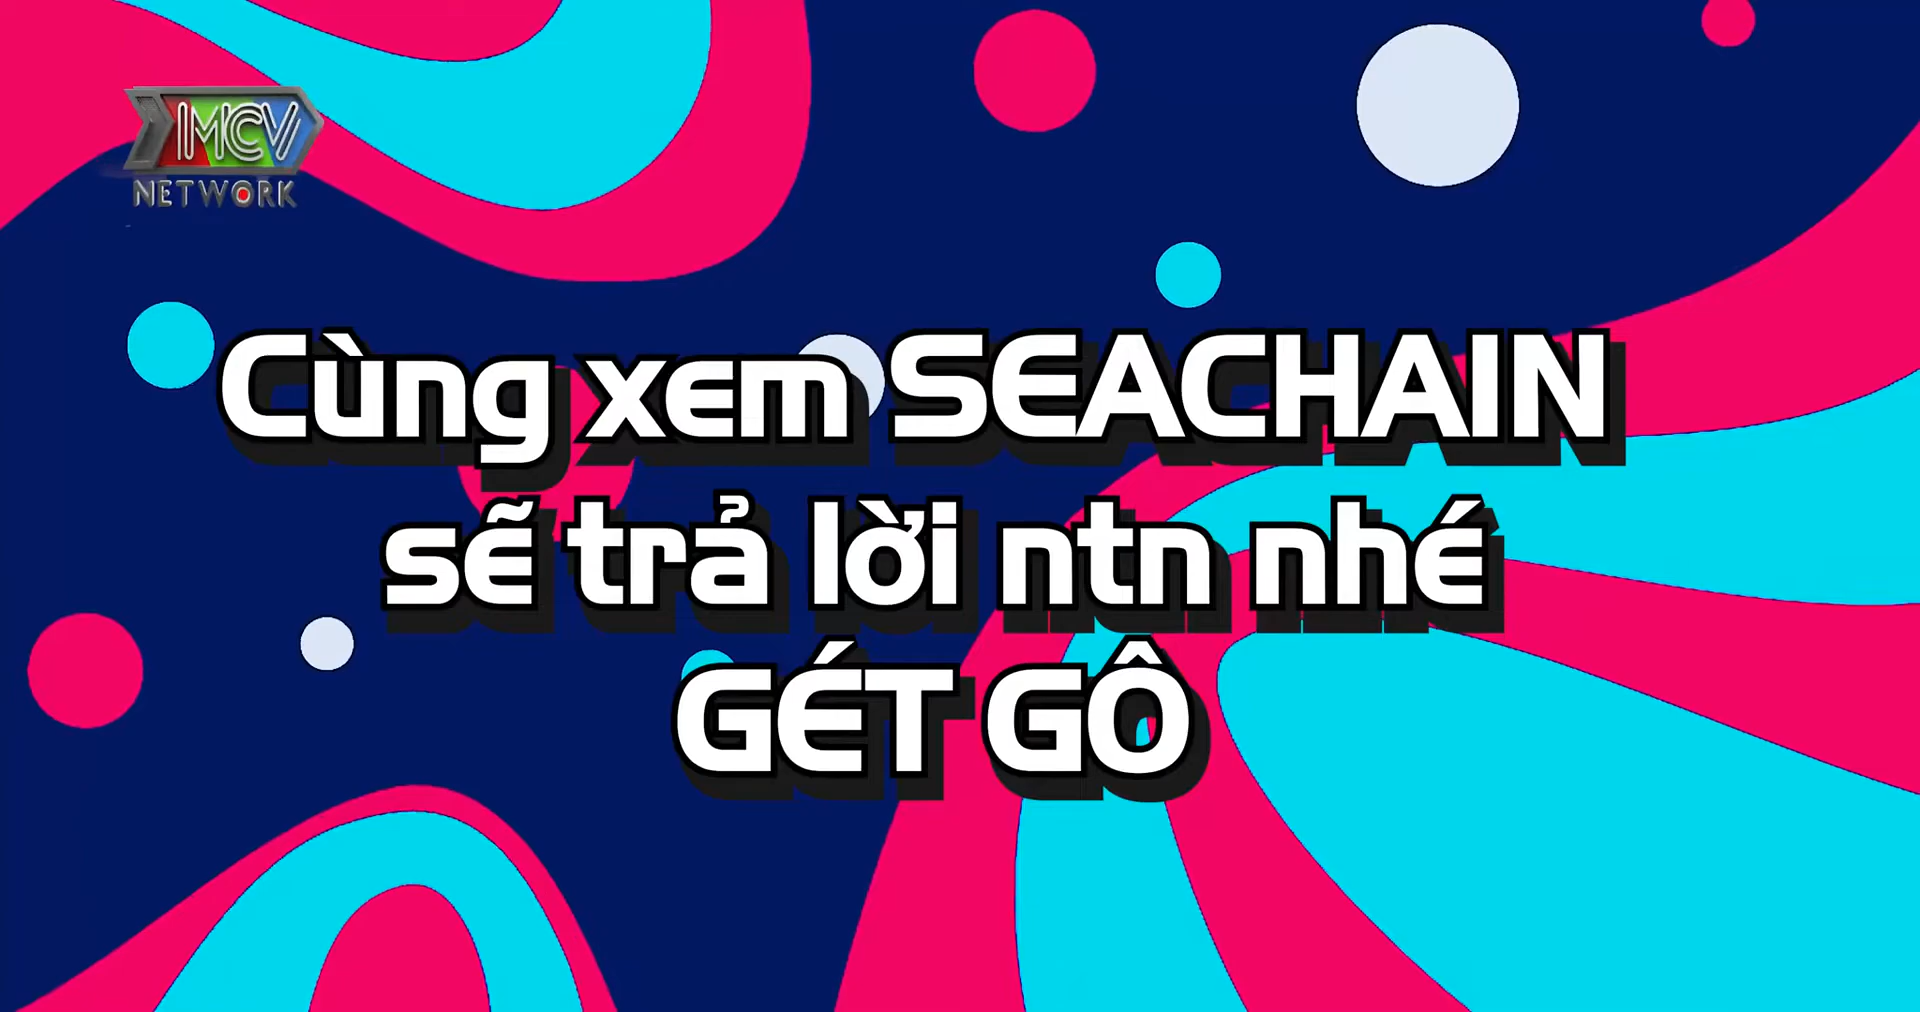 MCV
NETWORK
Cùng xem SEACHAIN
sẽ trả lời ntn nhé
GÉT GÔ